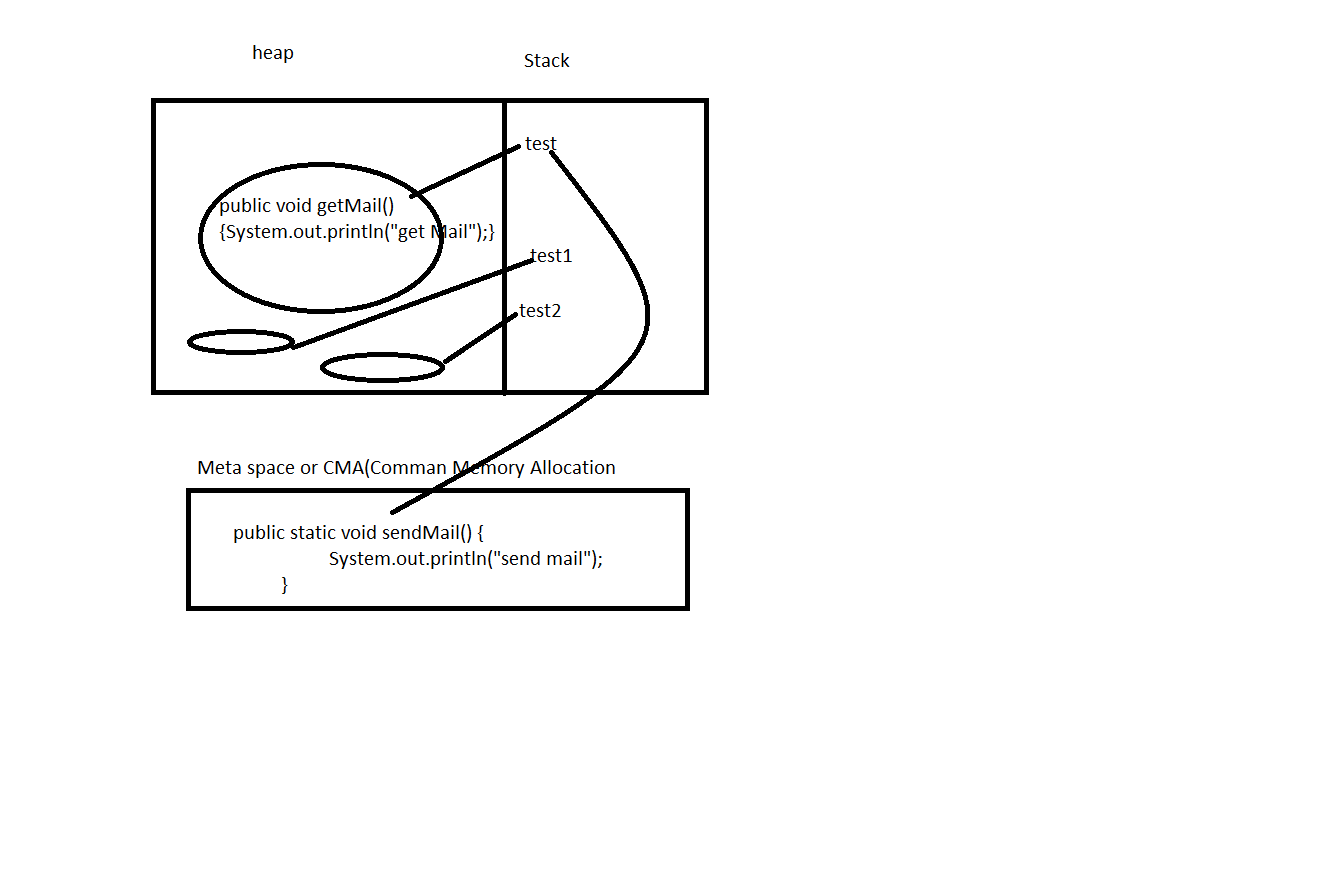 heap
Stack
test
public void getMail()
{System.out.println("get Mail");}
test1
test2
Meta space or CMA(Comman Memory Allocation
public static void sendMail() {
System.out.println("send mail");
}